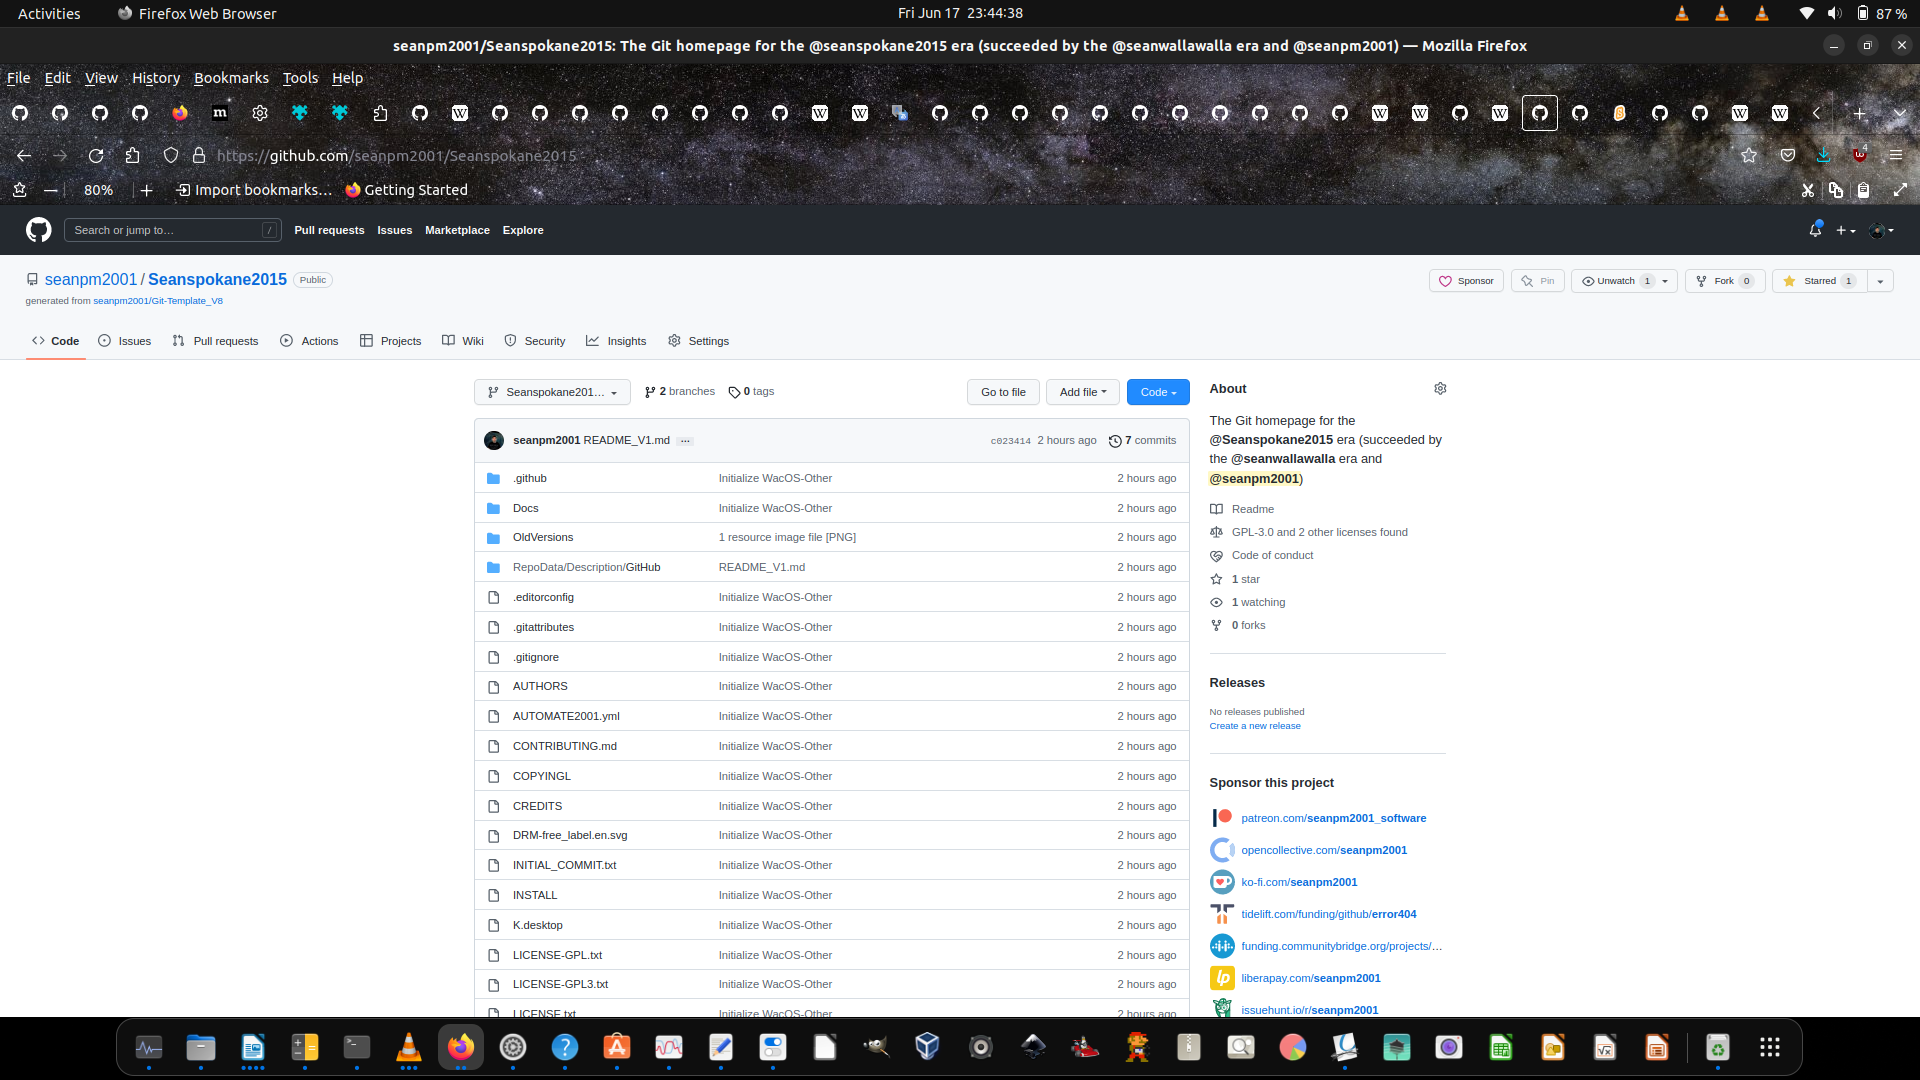 Activities
Firefox Web Browser
Fri Jun 17 23:44:38
87 %
seanpm2001/Seanspokane2015: The Git homepage for the @seanspokane2015 era (succeeded by the @seanwallawalla era and @seanpm2001) — Mozilla Firefox
File Edit View History Bookmarks Tools Help
https://github.com/seanpm2001/Seanspokane2015
4
80%
Import bookmarks…
Getting Started
Search or jump to…
/
Pull requests Issues Marketplace Explore
seanpm2001 / Seanspokane2015 Public
generated from seanpm2001/Git-Template_V8
Sponsor
Pin
Unwatch 1
Fork 0
Starred 1
Code
Issues
Pull requests
Actions
Projects
Wiki
Security
Insights
Settings
Seanspokane201…
2 branches
0 tags
Go to file
Add file
Code
seanpm2001 README_V1.md …
c023414 2 hours ago 7 commits
.github Initialize WacOS-Other 2 hours ago
Docs Initialize WacOS-Other 2 hours ago
OldVersions 1 resource image file [PNG] 2 hours ago
RepoData/Description/GitHub README_V1.md 2 hours ago
.editorconfig Initialize WacOS-Other 2 hours ago
.gitattributes Initialize WacOS-Other 2 hours ago
.gitignore Initialize WacOS-Other 2 hours ago
AUTHORS Initialize WacOS-Other 2 hours ago
AUTOMATE2001.yml Initialize WacOS-Other 2 hours ago
CONTRIBUTING.md Initialize WacOS-Other 2 hours ago
COPYINGL Initialize WacOS-Other 2 hours ago
CREDITS Initialize WacOS-Other 2 hours ago
DRM-free_label.en.svg Initialize WacOS-Other 2 hours ago
INITIAL_COMMIT.txt Initialize WacOS-Other 2 hours ago
INSTALL Initialize WacOS-Other 2 hours ago
K.desktop Initialize WacOS-Other 2 hours ago
LICENSE-GPL.txt Initialize WacOS-Other 2 hours ago
LICENSE-GPL3.txt Initialize WacOS-Other 2 hours ago
LICENSE.txt Initialize WacOS-Other 2 hours ago
About
The Git homepage for the
@Seanspokane2015 era (succeeded by
the @seanwallawalla era and
@seanpm2001)
Readme
GPL-3.0 and 2 other licenses found
Code of conduct
1 star
1 watching
0 forks
Releases
No releases published
Create a new release
Sponsor this project
patreon.com/seanpm2001_software
opencollective.com/seanpm2001
ko-fi.com/seanpm2001
tidelift.com/funding/github/error404
funding.communitybridge.org/projects/…
liberapay.com/seanpm2001
issuehunt.io/r/seanpm2001